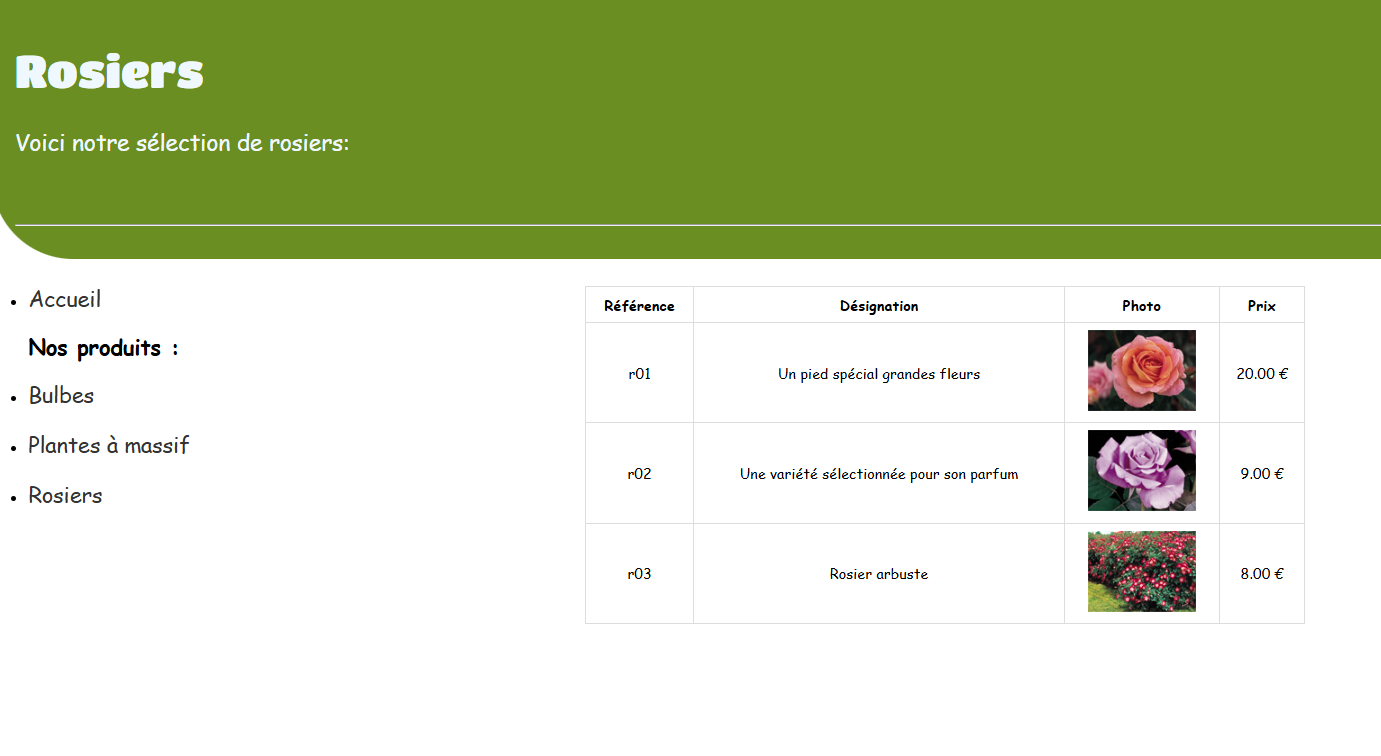 Rosiers
Voici notre sélection de rosiers:
Accueil
Nos produits :
Bulbes
Plantes à massif
Rosiers
Référence Désignation Photo Prix
r01 Un pied spécial grandes fleurs 20.00 €
r02 Une variété sélectionnée pour son parfum 9.00 €
r03 Rosier arbuste 8.00 €